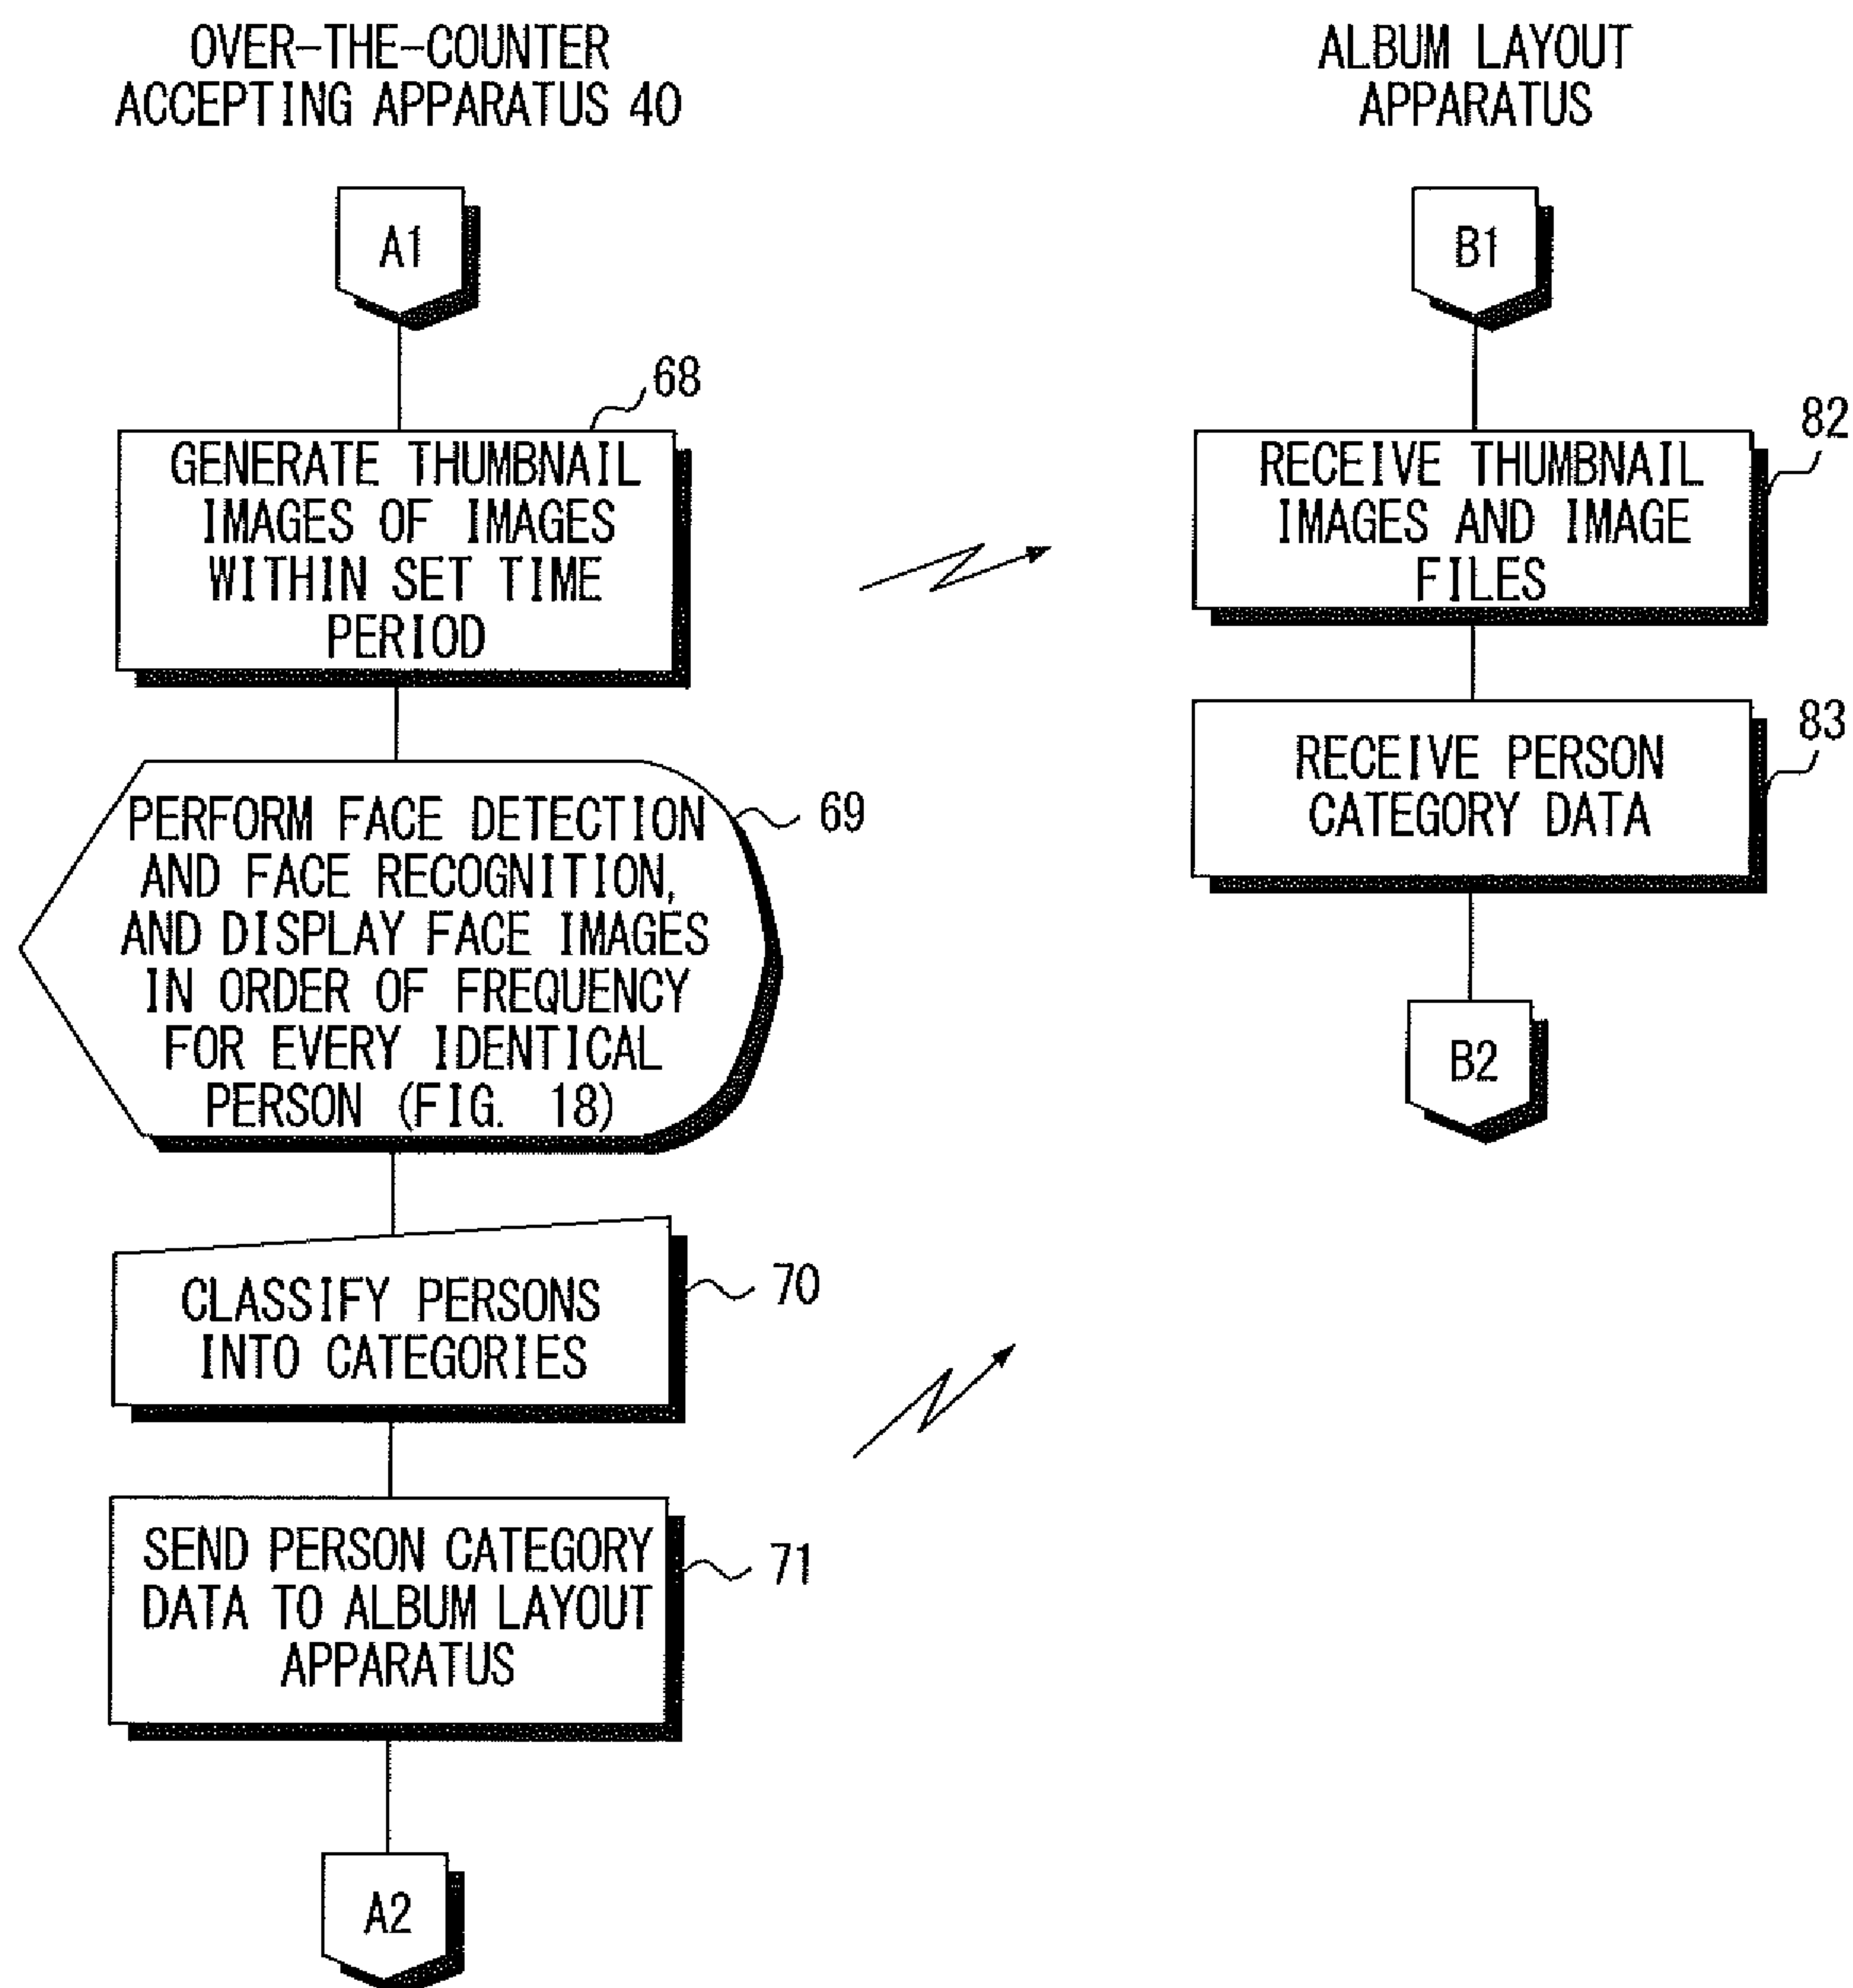 OVER-THE-COUNTER
ACCEPTING APPARATUS 40
A1
68
GENERATE THUMBNAIL
IMAGES OF IMAGES
WITHIN SET TIME
PERIOD
PERFORM FACE DETECTION
AND FACE RECOGNITION,
AND DISPLAY FACE IMAGES
IN ORDER OF FREQUENCY
FOR EVERY IDENTICAL
PERSON (FIG. 18)
69
CLASSIFY PERSONS
INTO CATEGORIES
70
SEND PERSON CATEGORY
DATA TO ALBUM LAYOUT
APPARATUS
71
A2
ALBUM LAYOUT
APPARATUS
B1
82
RECEIVE THUMBNAIL
IMAGES AND IMAGE
FILES
83
RECEIVE PERSON
CATEGORY DATA
B2